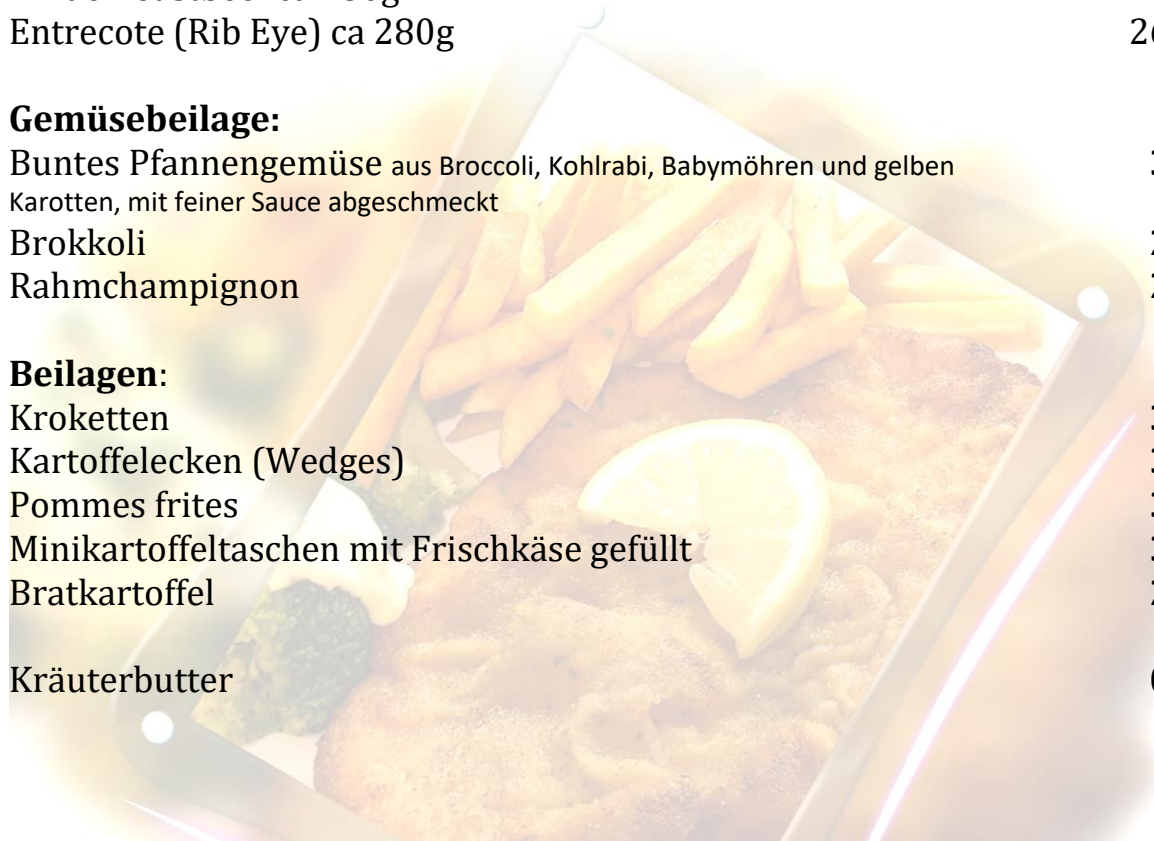 Entrecote (Rib Eye) ca 280g
Gemüsebeilage:
Buntes Pfannengemüse aus Broccoli, Kohlrabi, Babymöhren und gelben
Karotten, mit feiner Sauce abgeschmeckt
Brokkoli
Rahmchampignon
Beilagen:
Kroketten
Kartoffelecken (Wedges)
Pommes frites
Minikartoffeltaschen mit Frischkäse gefüllt
Bratkartoffel
Kräuterbutter